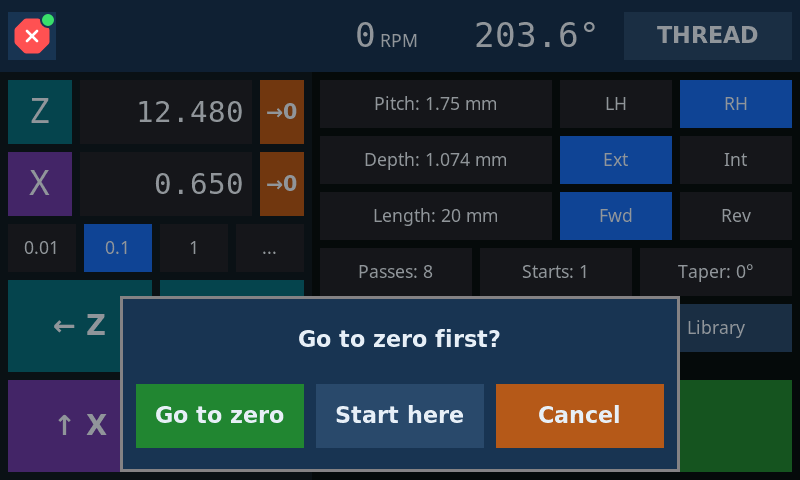 0 RPM 203.6° THREAD
Z 12.480 →0
X 0.650 →0
0.01 0.1 1 ...
← Z
↑ X
Pitch: 1.75 mm LH RH
Depth: 1.074 mm Ext Int
Length: 20 mm Fwd Rev
Passes: 8 Starts: 1 Taper: 0°
Library
Go to zero first?
Go to zero Start here Cancel